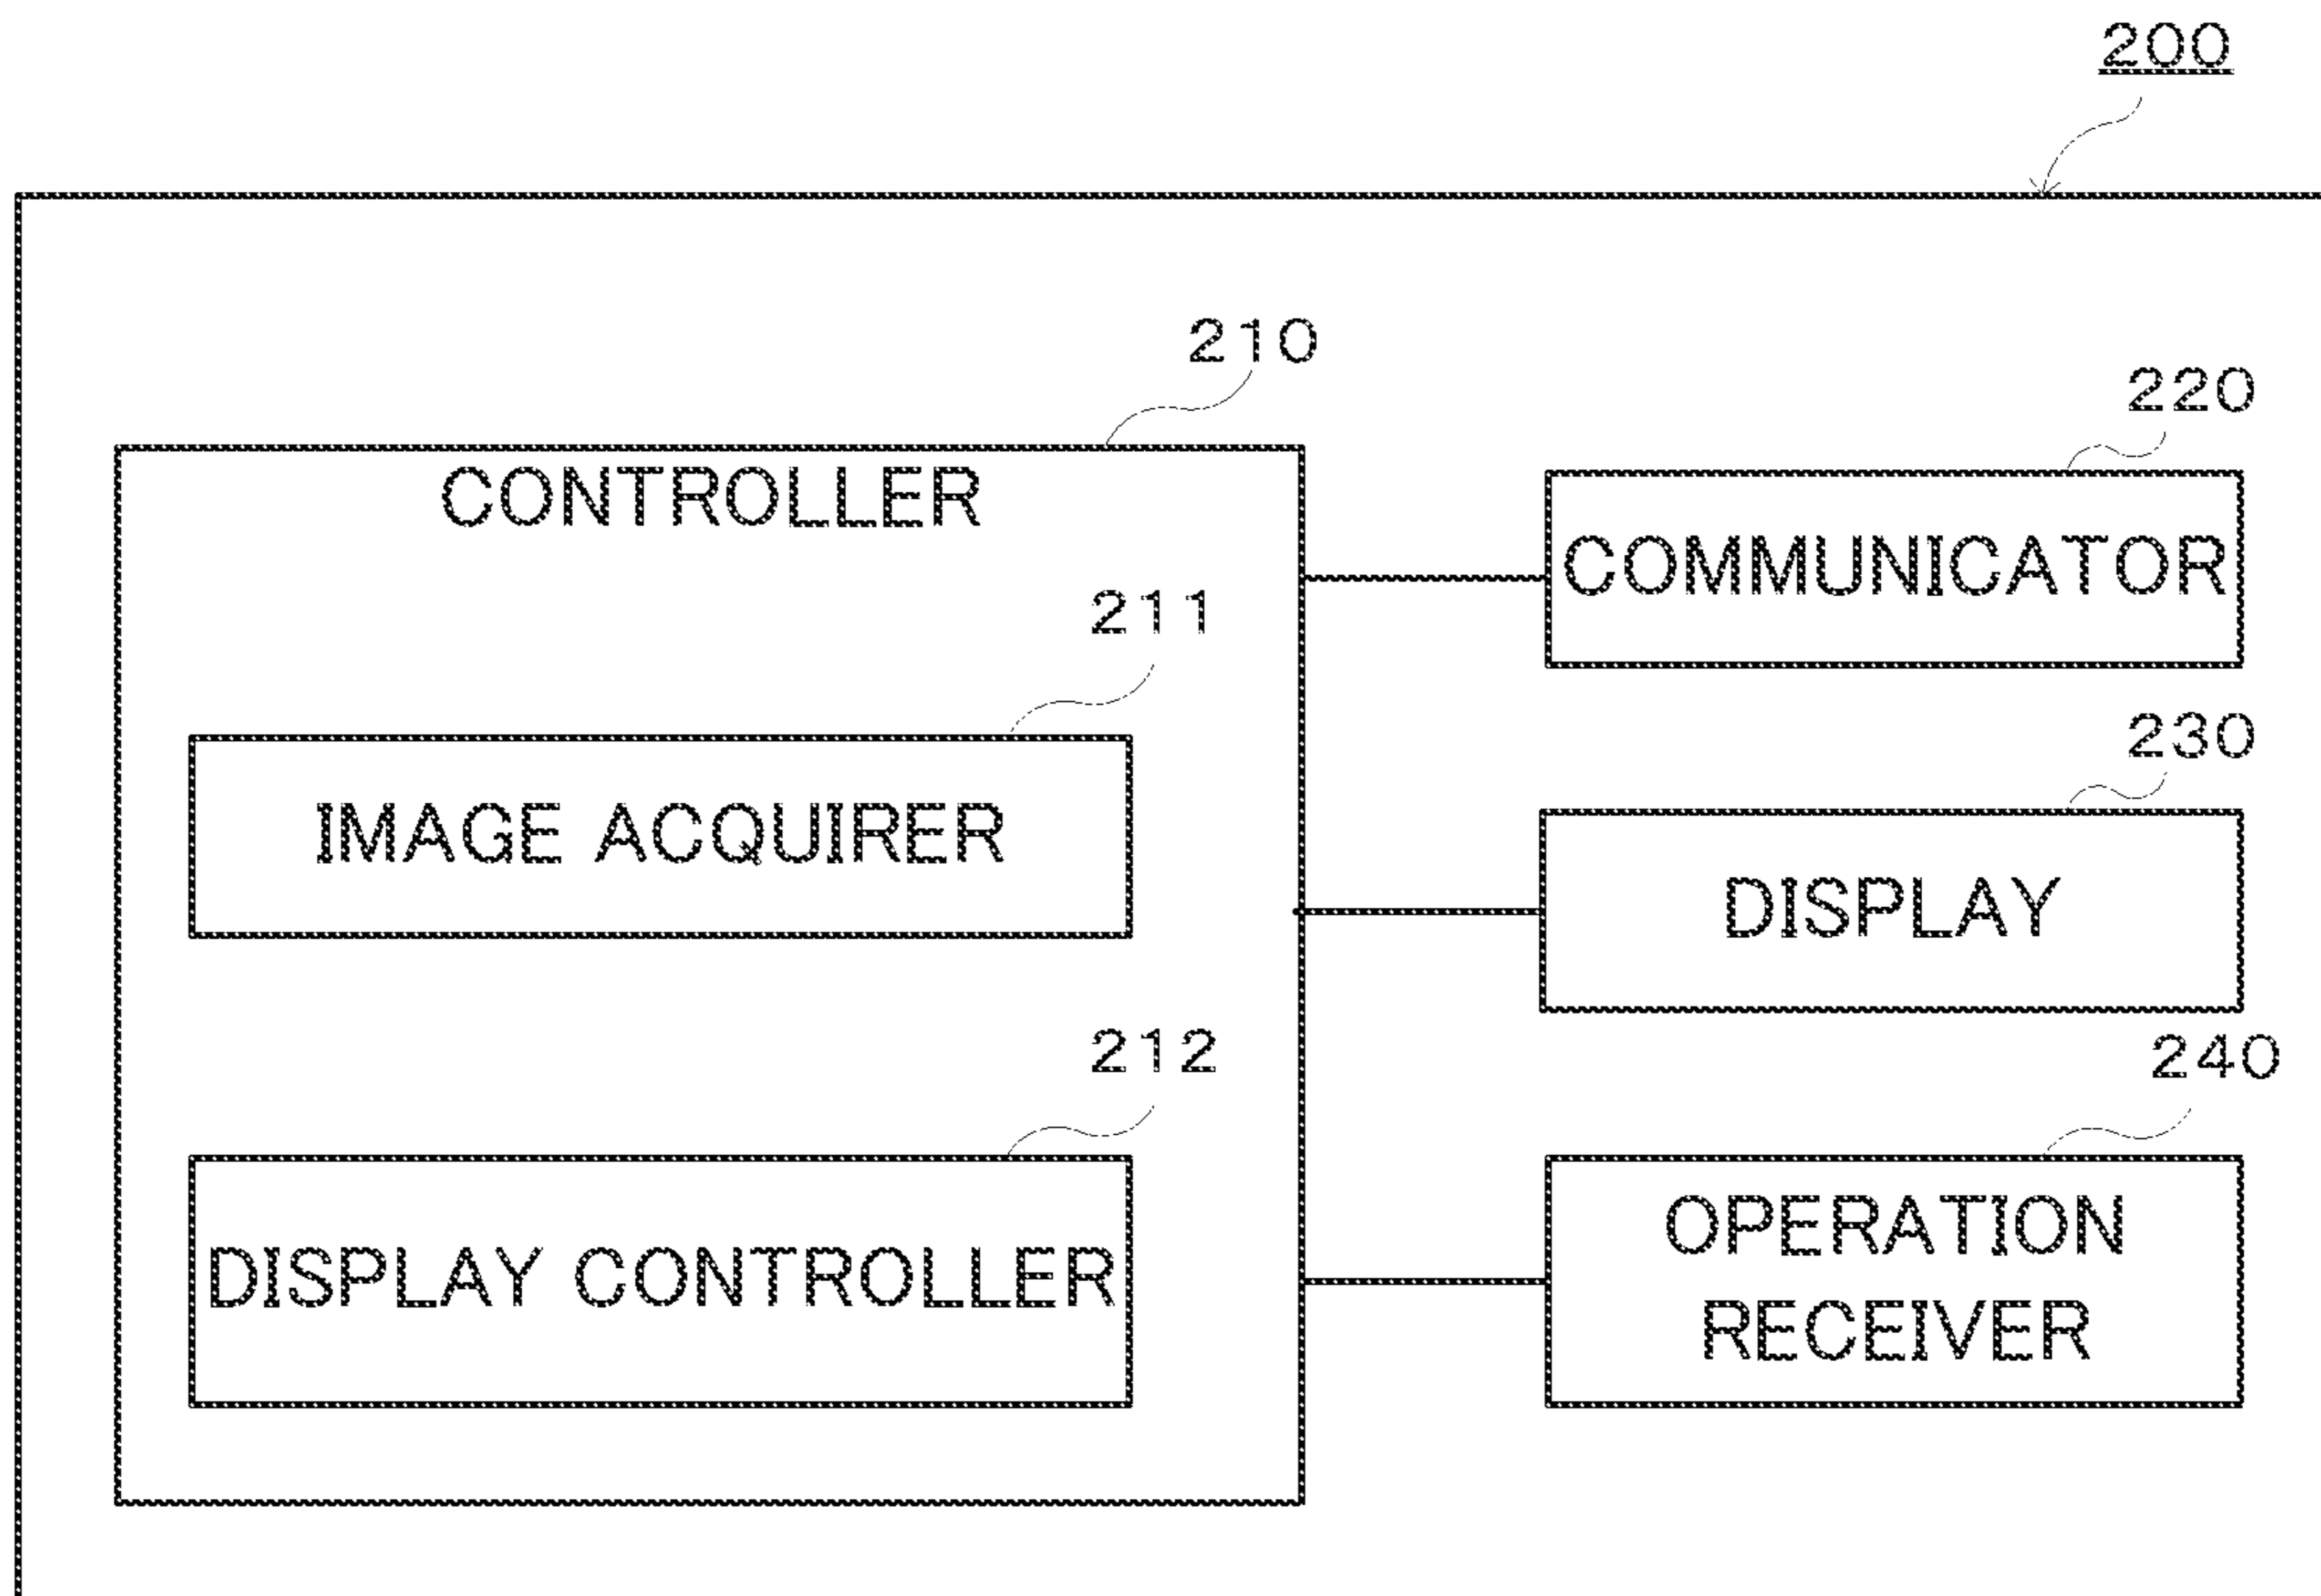 200
210
CONTROLLER
211
IMAGE ACQUIRER
212
DISPLAY CONTROLLER
220
COMMUNICATOR
230
DISPLAY
240
OPERATION
RECEIVER